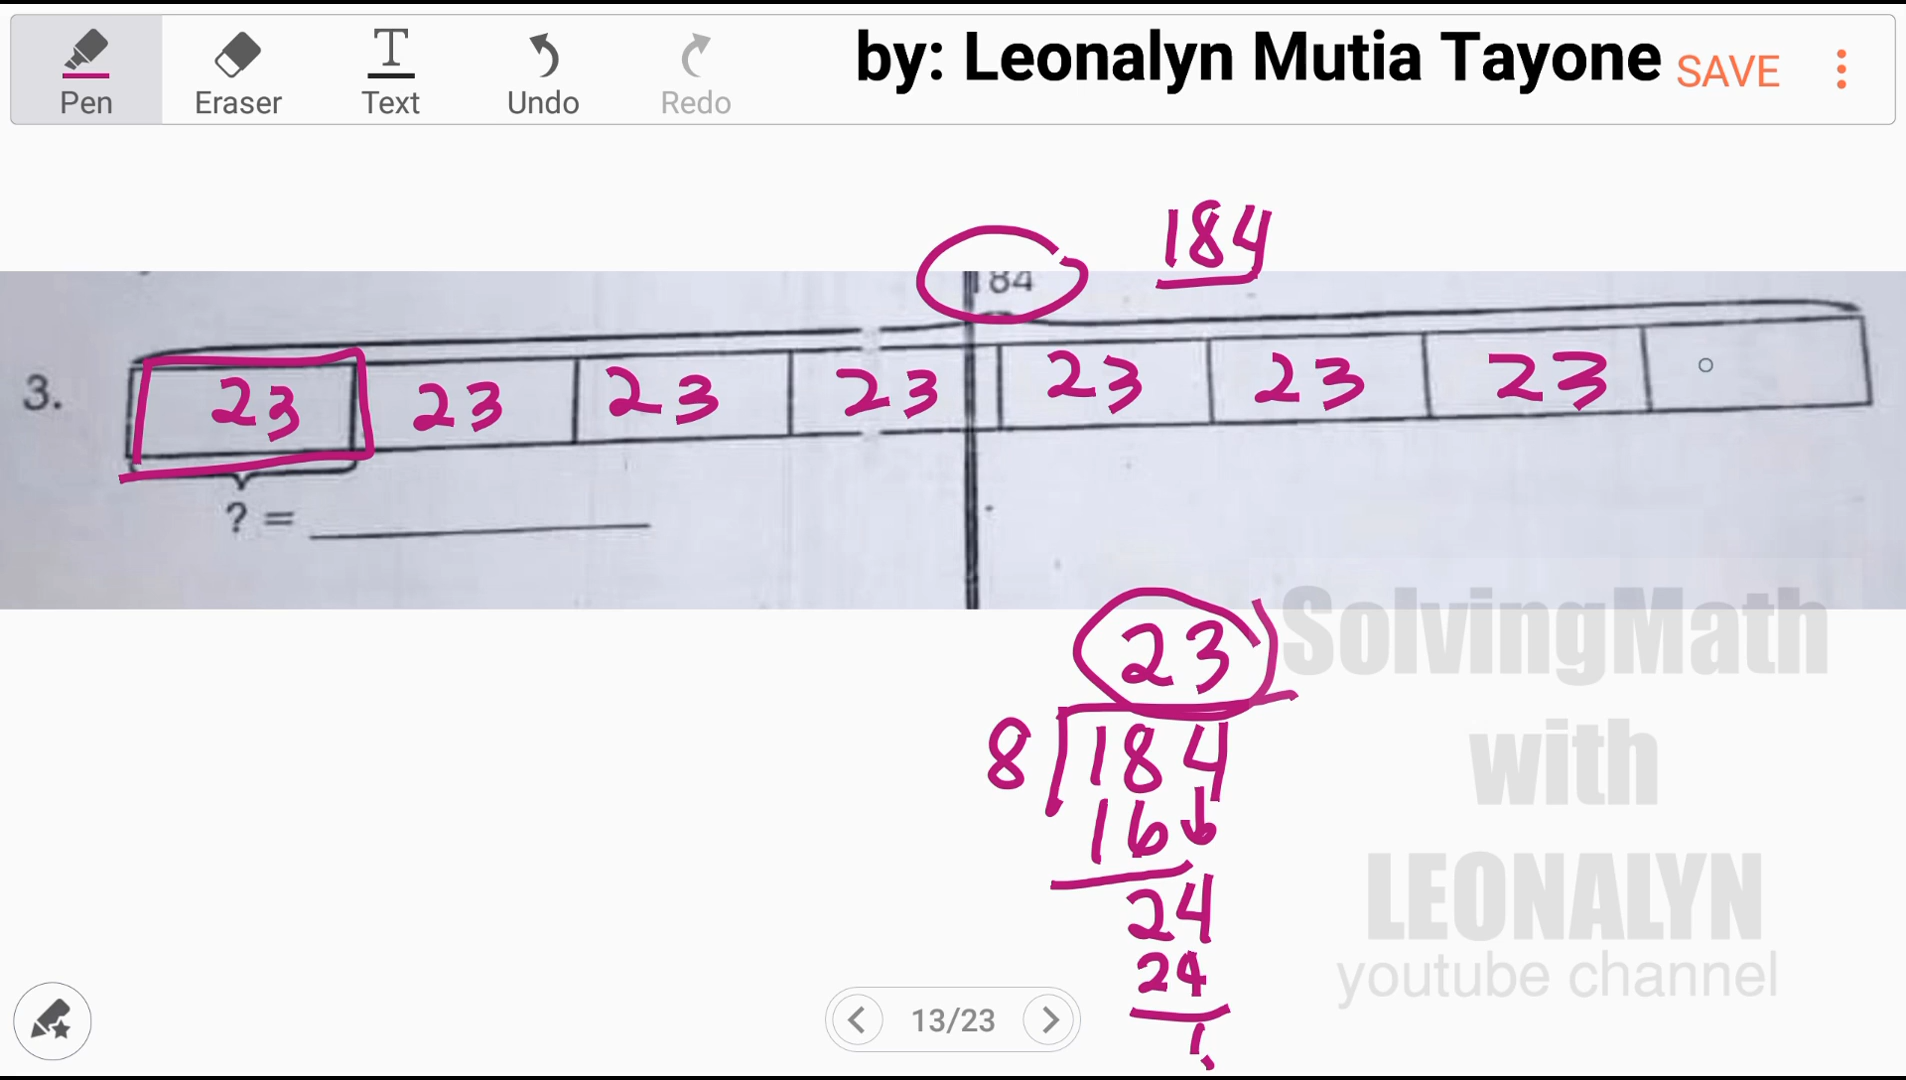 Pen Eraser Text Undo Redo by: Leonalyn Mutia Tayone SAVE
184
184
3. 23 23 23 23 23 23 23
? =
23
8 184
16
24
24
SolvingMath
with
LEONALYN
youtube channel
13/23